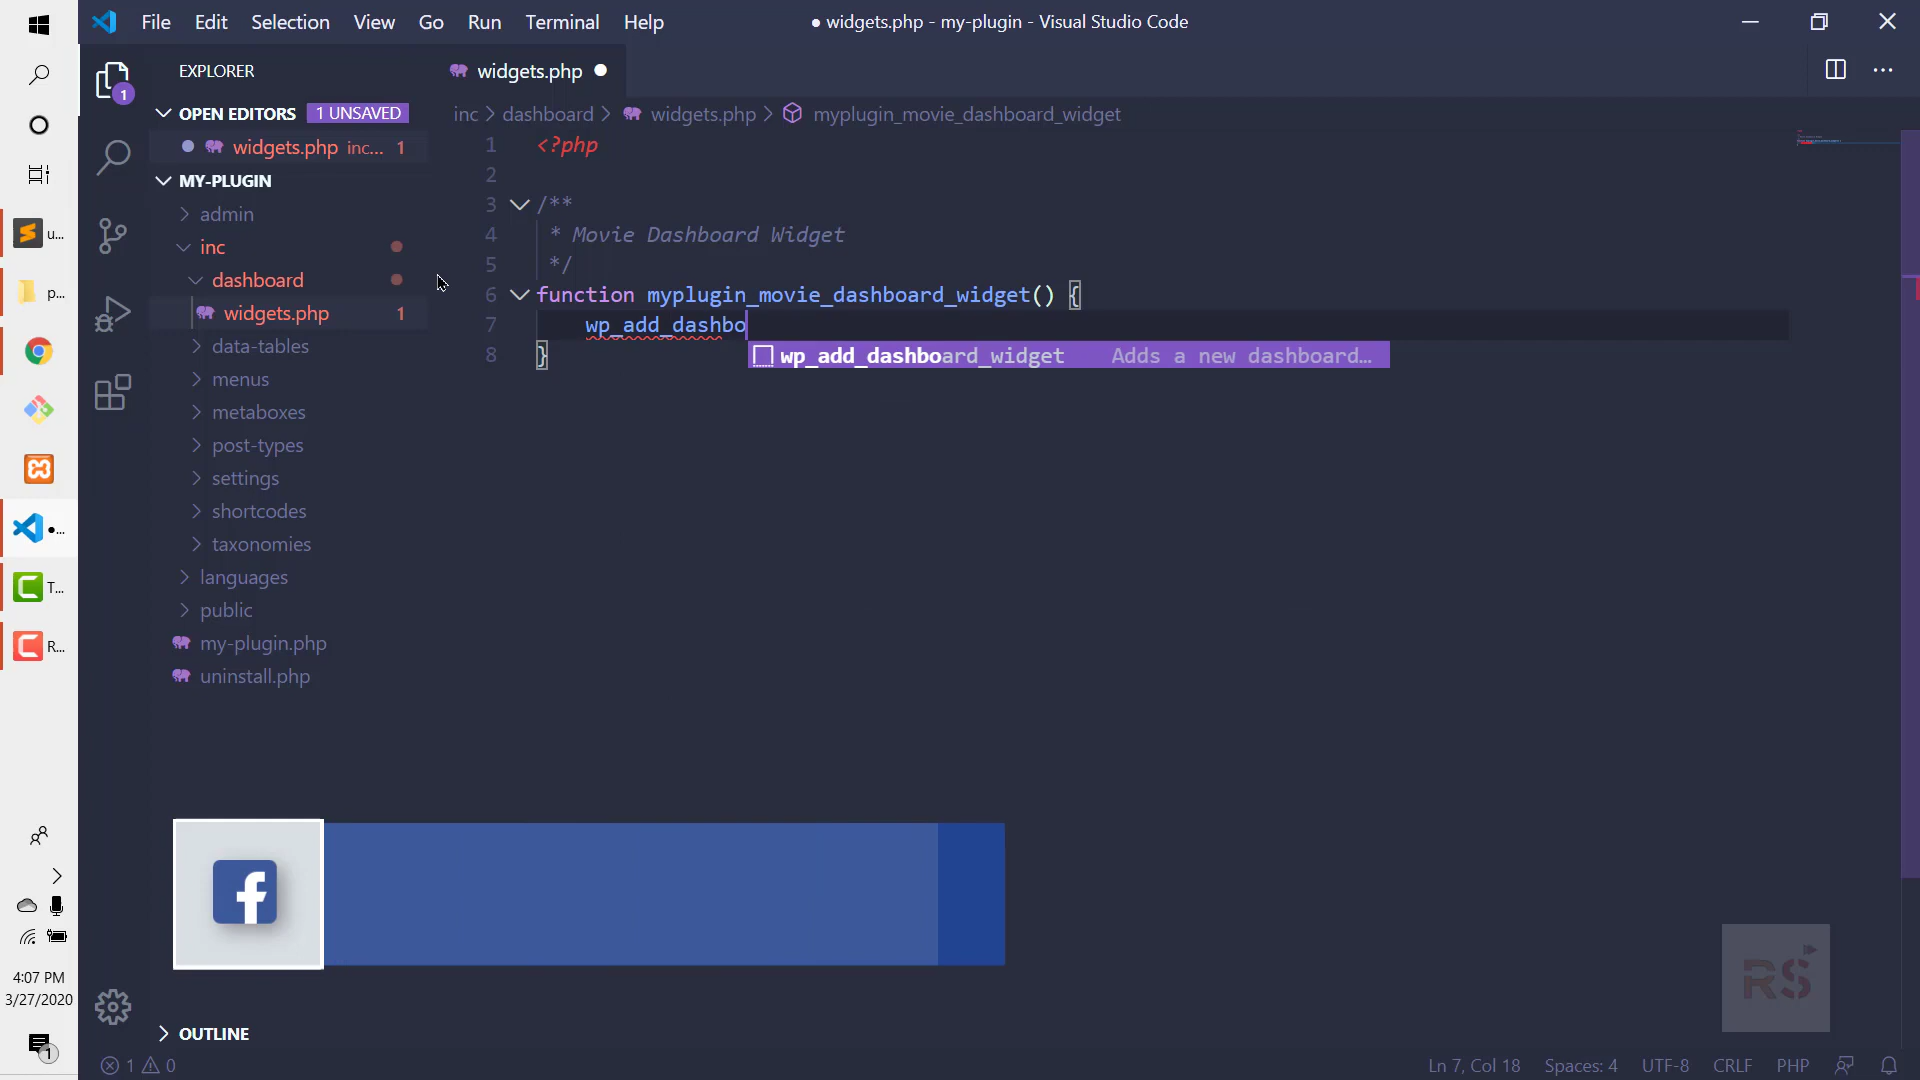 File Edit Selection View Go Run Terminal Help
● widgets.php - my-plugin - Visual Studio Code
EXPLORER
OPEN EDITORS 1 UNSAVED
widgets.php inc... 1
MY-PLUGIN
admin
inc
dashboard
widgets.php 1
data-tables
menus
metaboxes
post-types
settings
shortcodes
taxonomies
languages
public
my-plugin.php
uninstall.php
OUTLINE
widgets.php
inc > dashboard > widgets.php > myplugin_movie_dashboard_widget
1 <?php
2
3 /**
4 * Movie Dashboard Widget
5 */
6 function myplugin_movie_dashboard_widget() {
7 wp_add_dashbo
8 }
wp_add_dashboard_widget Adds a new dashboard...
u...
p...
●...
T...
R...
4:07 PM
3/27/2020
1
1
f
RS
1 0
Ln 7, Col 18 Spaces: 4 UTF-8 CRLF PHP